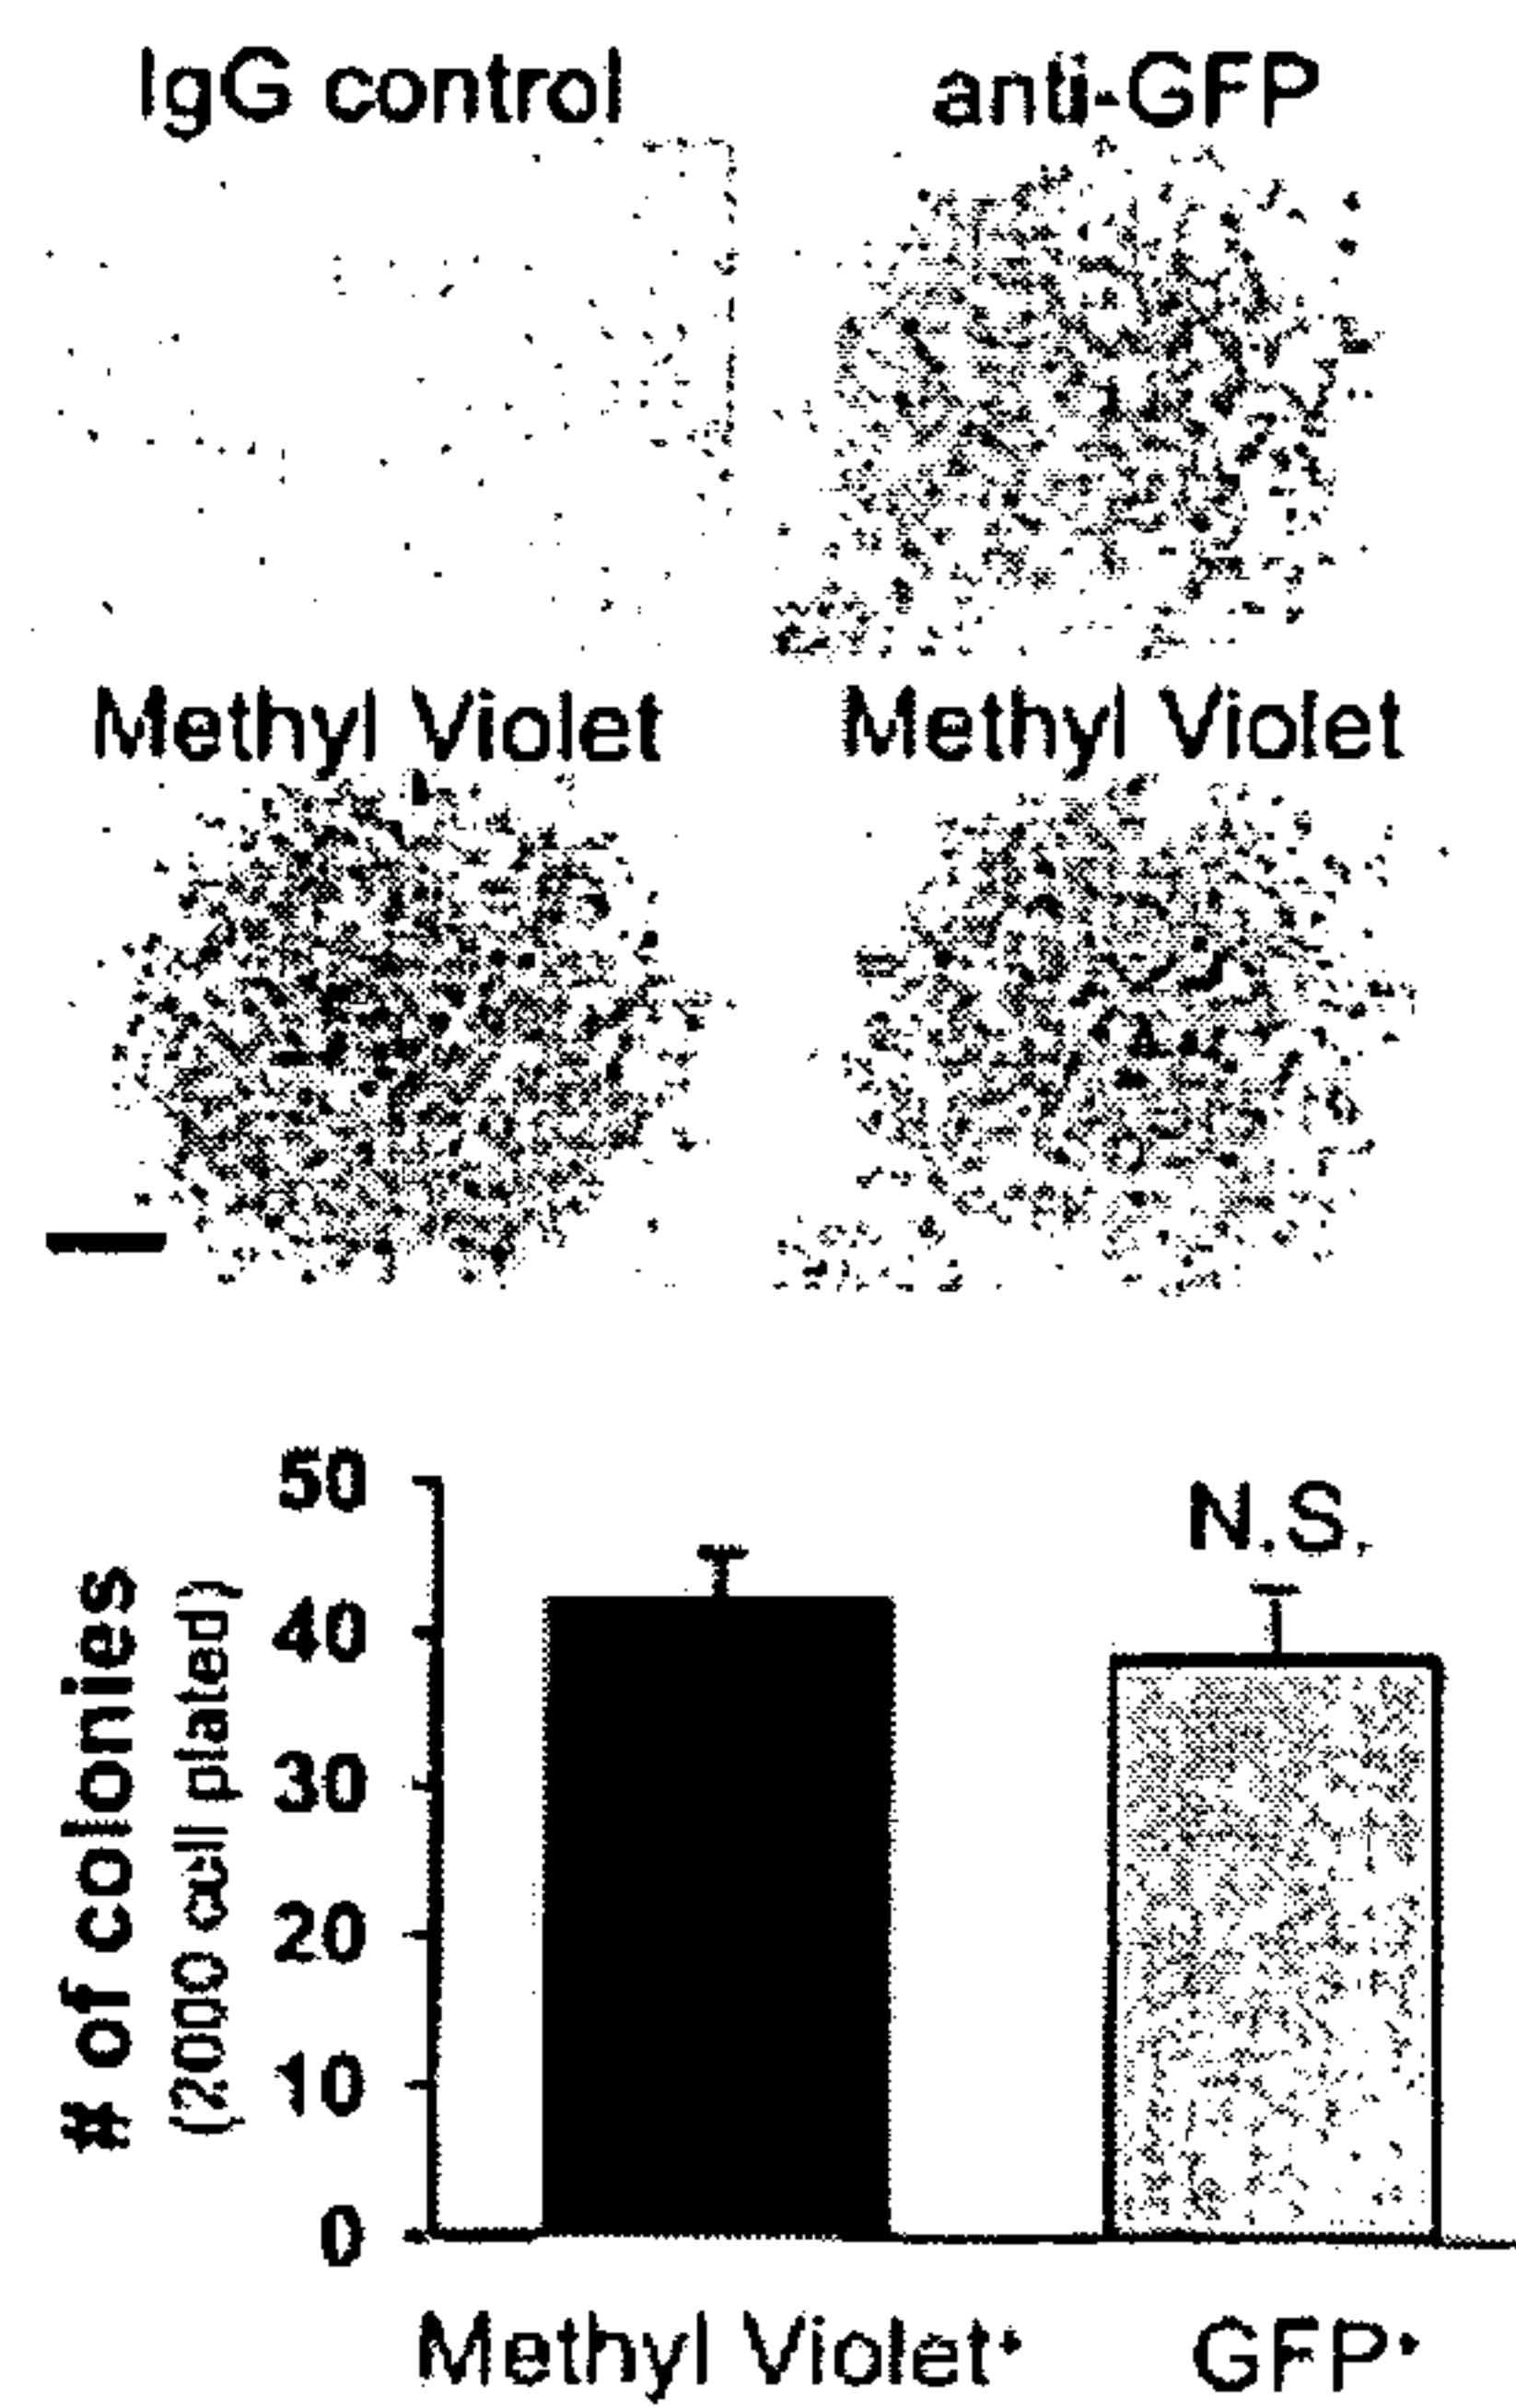 IgG control
anti-GFP
Methyl Violet
Methyl Violet
50
40
30
20
10
0
# of colonies
(2000 cell plated)
N.S.
Methyl Violet+
GFP+